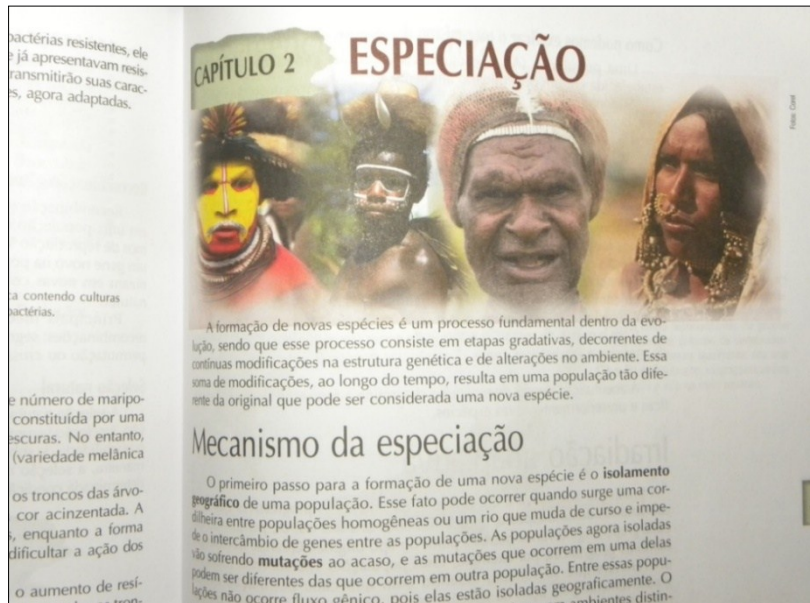 bactérias resistentes, ele
já apresentavam resis-
transmitirão suas carac-
es, agora adaptadas.
contendo culturas
bactérias.
e número de maripo-
constituída por uma
escuras. No entanto,
(variedade melânica
os troncos das árvo-
cor acinzentada. A
enquanto a forma
dificultar a ação dos
o aumento de resí-
CAPÍTULO 2
ESPECIAÇÃO
Fotos: Corel
A formação de novas espécies é um processo fundamental dentro da evo-
lução, sendo que esse processo consiste em etapas gradativas, decorrentes de
contínuas modificações na estrutura genética e de alterações no ambiente. Essa
soma de modificações, ao longo do tempo, resulta em uma população tão dife-
rente da original que pode ser considerada uma nova espécie.
Mecanismo da especiação
O primeiro passo para a formação de uma nova espécie é o isolamento
geográfico de uma população. Esse fato pode ocorrer quando surge uma cor-
dilheira entre populações homogêneas ou um rio que muda de curso e impe-
de o intercâmbio de genes entre as populações. As populações agora isoladas
vão sofrendo mutações ao acaso, e as mutações que ocorrem em uma delas
podem ser diferentes das que ocorrem em outra população. Entre essas popu-
lações não ocorre fluxo gênico, pois elas estão isoladas geograficamente. O
ambientes distin-